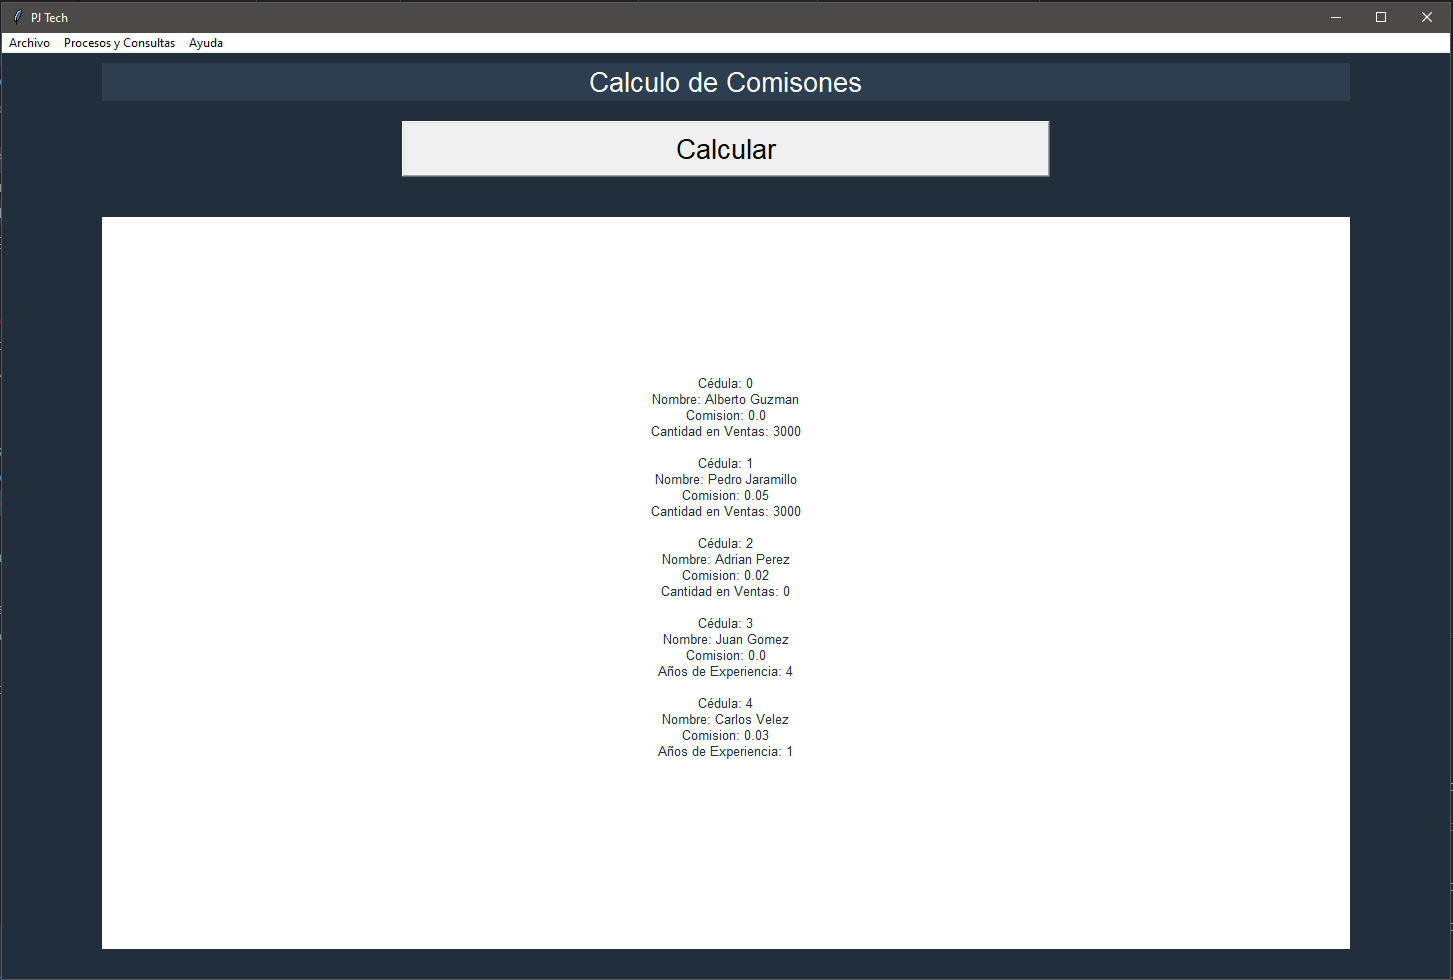 PJ Tech
Archivo Procesos y Consultas Ayuda
Calculo de Comisones
Calcular
Cédula: 0
Nombre: Alberto Guzman
Comision: 0.0
Cantidad en Ventas: 3000
Cédula: 1
Nombre: Pedro Jaramillo
Comision: 0.05
Cantidad en Ventas: 3000
Cédula: 2
Nombre: Adrian Perez
Comision: 0.02
Cantidad en Ventas: 0
Cédula: 3
Nombre: Juan Gomez
Comision: 0.0
Años de Experiencia: 4
Cédula: 4
Nombre: Carlos Velez
Comision: 0.03
Años de Experiencia: 1